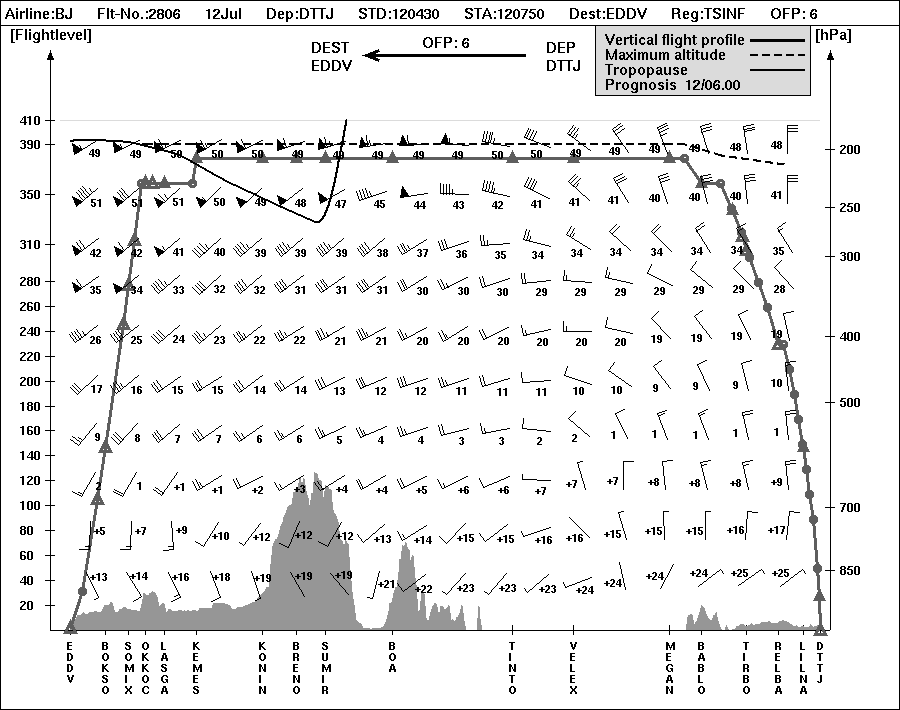 Airline:BJ Flt-No.:2806 12Jul Dep:DTTJ STD:120430 STA:120750 Dest:EDDV Reg:TSINF OFP: 6
[Flightlevel] [hPa]
DEST OFP: 6 DEP
EDDV DTTJ
Vertical flight profile
Maximum altitude
Tropopause
Prognosis 12/06.00
410
390 200
49 49 50 50 50 49 49 49 49 49 50 50 49 49 49 49 48 48
350
51 51 51 50 49 48 47 45 44 43 42 41 41 41 40 40 40 41
250
310
42 42 41 40 39 39 39 38 37 36 35 34 34 34 34 34 34 35
300
280
35 34 33 32 32 31 31 31 30 30 30 29 29 29 29 29 29 28
260
240 400
26 25 24 23 22 22 21 21 20 20 20 20 20 20 19 19 19 19
220
200
17 16 15 15 14 14 13 12 12 11 11 11 10 10 9 9 9 10
180 500
160
9 8 7 7 6 6 5 4 4 3 3 2 2 1 1 1 1 1
140
120
2 1 +1 +1 +2 +3 +4 +4 +5 +6 +6 +7 +7 +7 +8 +8 +8 +9
100 700
80
+5 +7 +9 +10 +12 +12 +12 +13 +14 +15 +15 +16 +16 +15 +15 +15 +16 +17
60 850
40
+13 +14 +16 +18 +19 +19 +19 +21 +22 +23 +23 +23 +24 +24 +24 +24 +25 +25
20
EDDV
BOKSO
SOMIX
OKKOC
LASGA
KEMES
KONIN
BRENO
SUMIR
BOA
TINTO
VELEX
MEGAN
BABLO
TIRBO
RELBA
LILNA
DTTJ